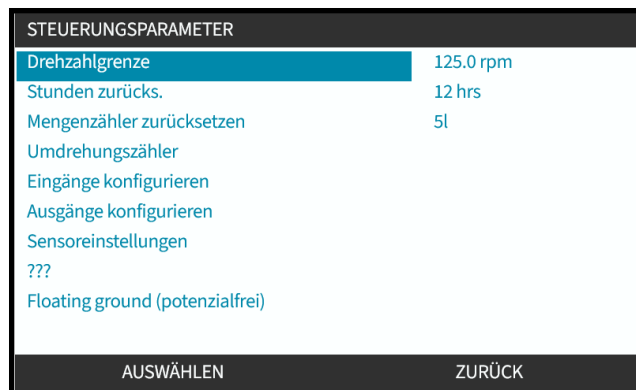 STEUERUNGSPARAMETER
Drehzahlgrenze 125.0 rpm
Stunden zurücks. 12 hrs
Mengenzähler zurücksetzen 5l
Umdrehungszähler
Eingänge konfigurieren
Ausgänge konfigurieren
Sensoreinstellungen
???
Floating ground (potenzialfrei)
AUSWÄHLEN ZURÜCK